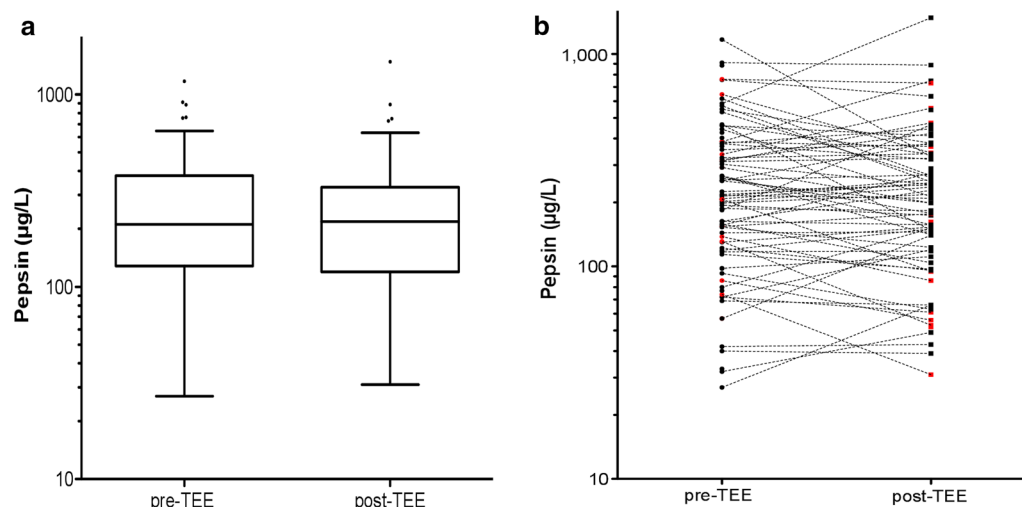 a
Pepsin (µg/L)
1000
100
10
pre-TEE
post-TEE
b
Pepsin (µg/L)
1,000
100
10
pre-TEE
post-TEE